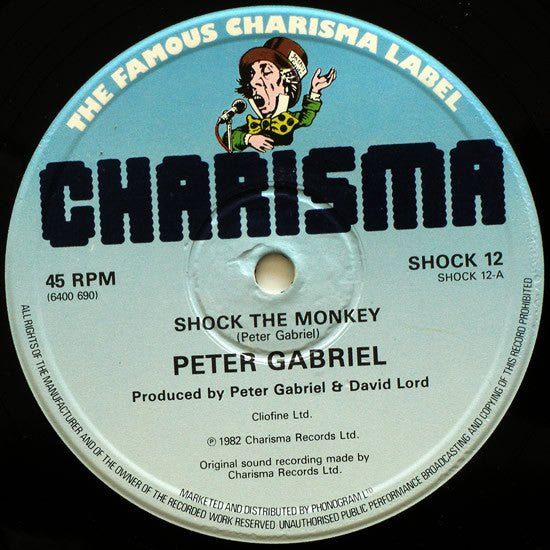 THE FAMOUS CHARISMA LABEL
CHARISMA
45 RPM
(6400 690)
SHOCK 12
SHOCK 12-A
SHOCK THE MONKEY
(Peter Gabriel)
PETER GABRIEL
Produced by Peter Gabriel & David Lord
Cliofine Ltd.
℗ 1982 Charisma Records Ltd.
Original sound recording made by
Charisma Records Ltd.
MARKETED AND DISTRIBUTED BY PHONOGRAM LTD
ALL RIGHTS OF THE MANUFACTURER AND OF THE OWNER OF THE RECORDED WORK RESERVED UNAUTHORISED PUBLIC PERFORMANCE BROADCASTING AND COPYING OF THIS RECORD PROHIBITED